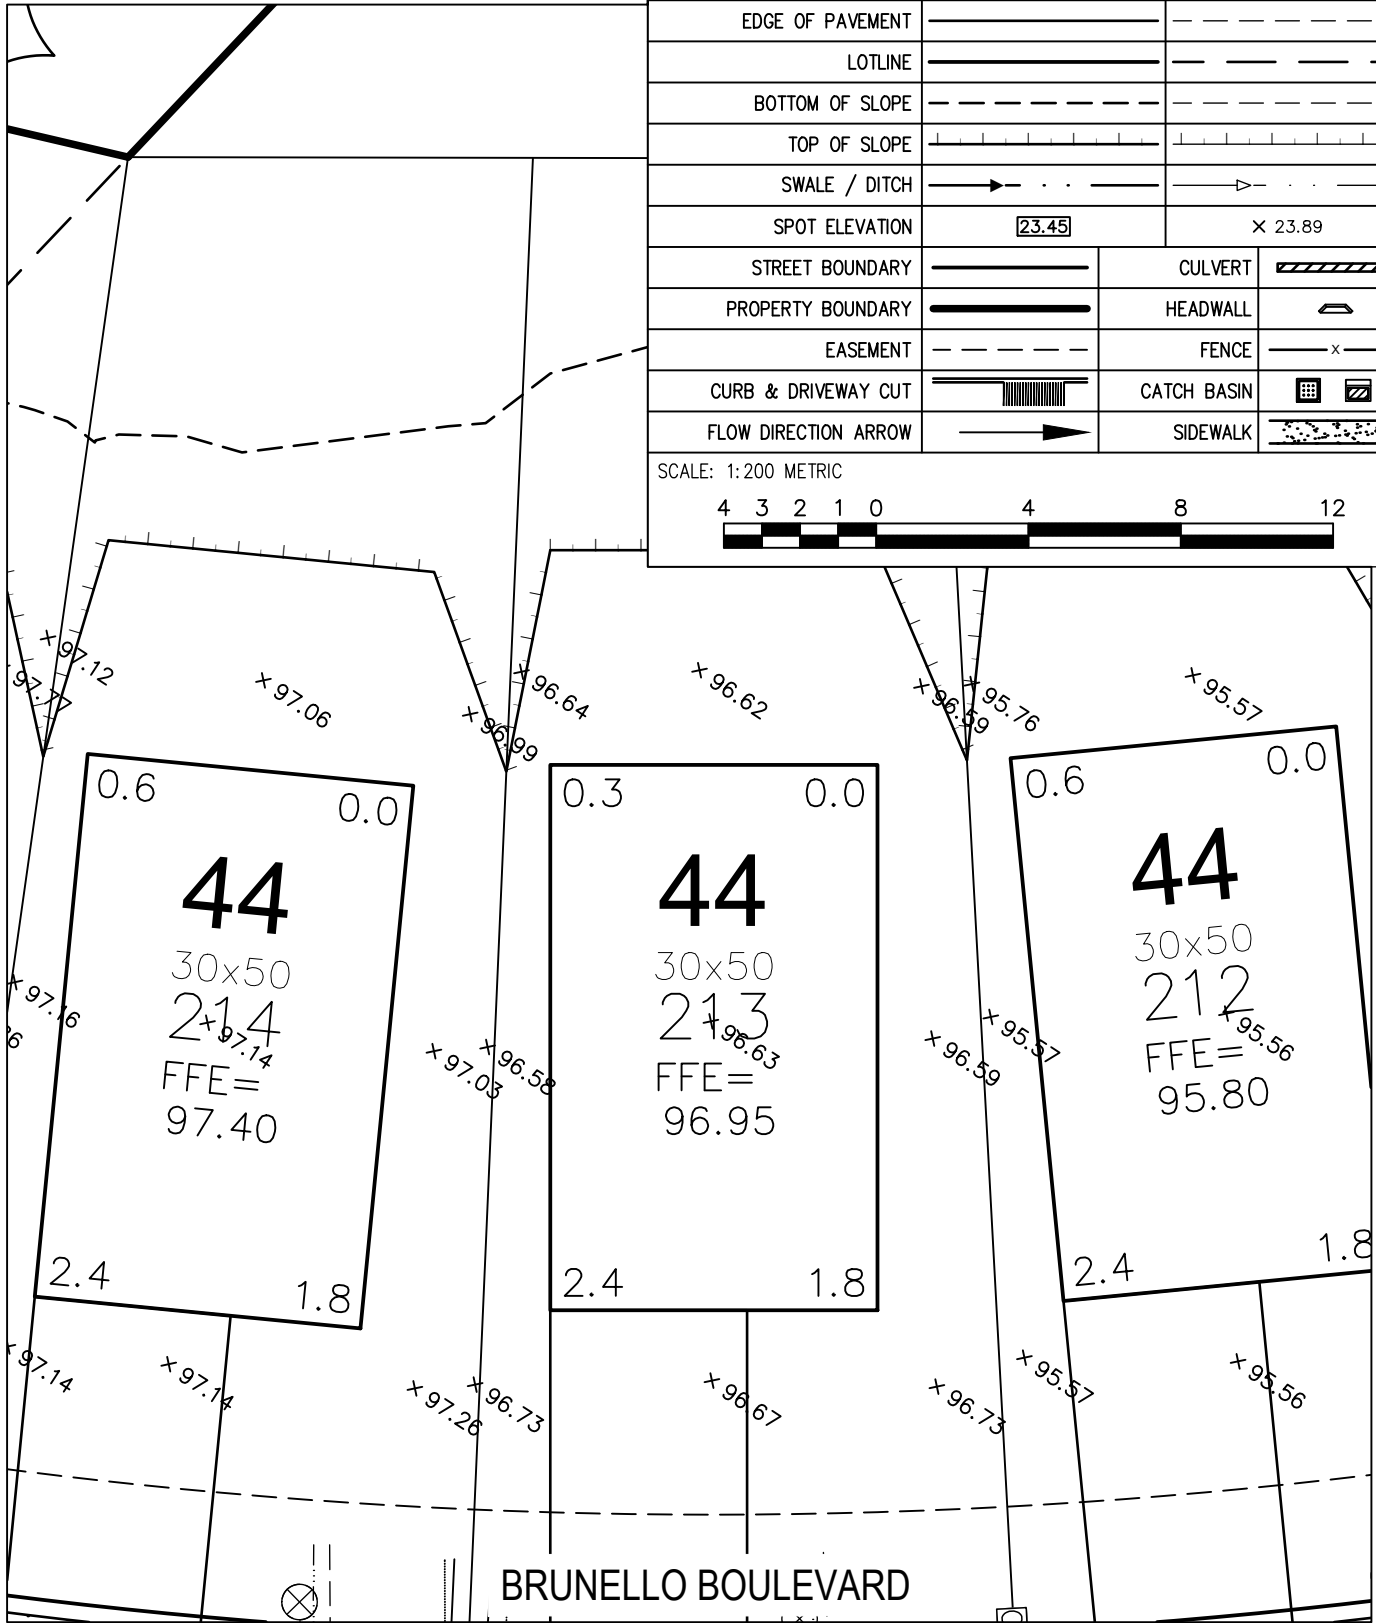 EDGE OF PAVEMENT
LOTLINE
BOTTOM OF SLOPE
TOP OF SLOPE
SWALE / DITCH
SPOT ELEVATION 23.45 × 23.89
STREET BOUNDARY CULVERT
PROPERTY BOUNDARY HEADWALL
EASEMENT FENCE x
CURB & DRIVEWAY CUT CATCH BASIN
FLOW DIRECTION ARROW SIDEWALK
SCALE: 1:200 METRIC
4 3 2 1 0 4 8 12
97.12
97.77
97.06
96.99
96.64
96.62
96.59
95.76
95.57
0.6 0.0
44
30x50
214
97.14
FFE=
97.40
2.4 1.8
0.3 0.0
44
30x50
213
96.63
FFE=
96.95
2.4 1.8
0.6 0.0
44
30x50
212
95.56
FFE=
95.80
2.4 1.8
97.16
97.03
96.58
96.59
95.57
97.14
97.14
97.26
96.73
96.67
96.73
95.57
95.56
BRUNELLO BOULEVARD